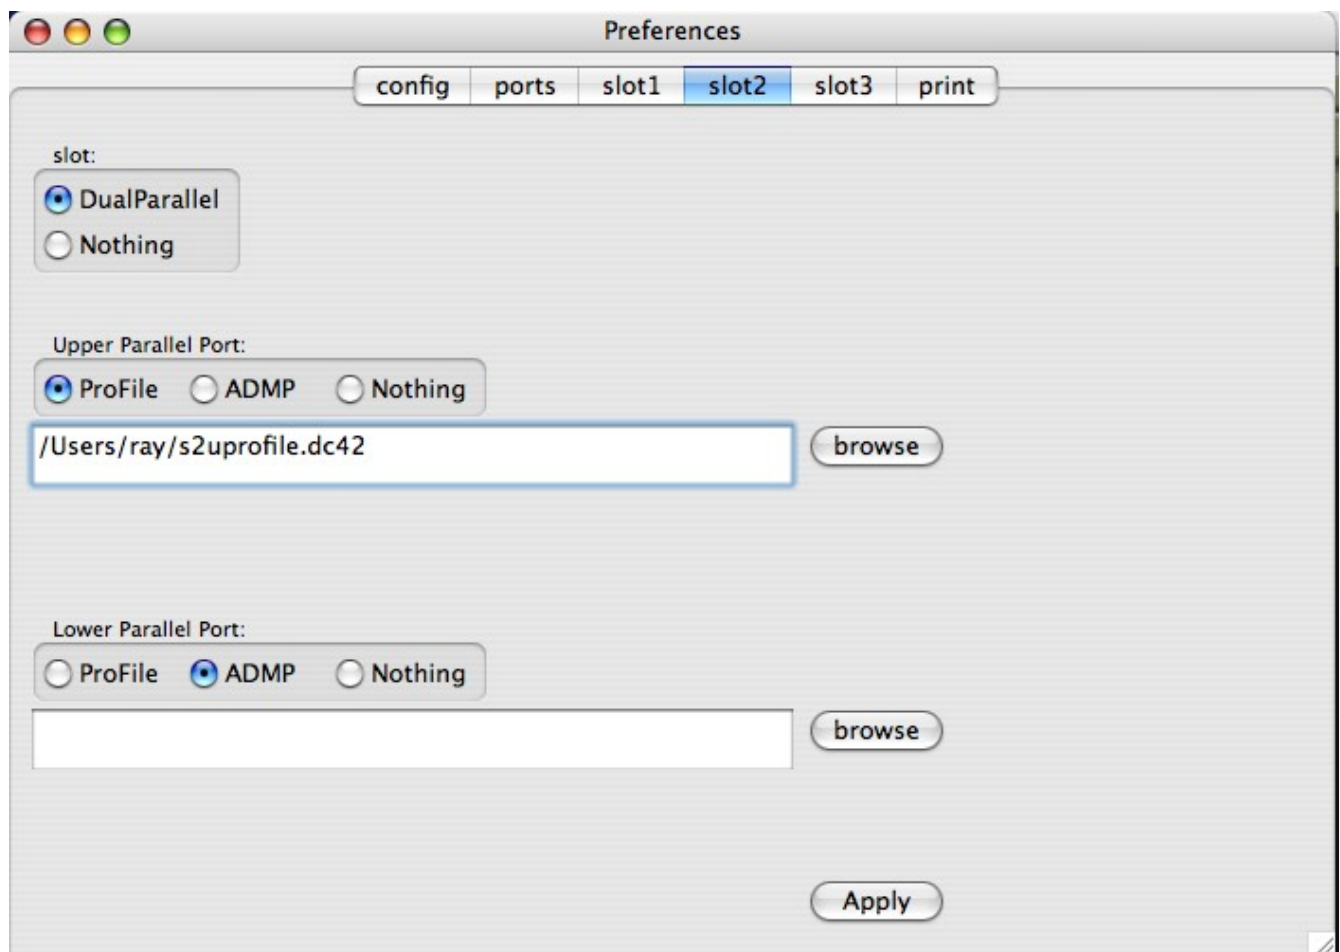 Preferences
config ports slot1 slot2 slot3 print
slot:
DualParallel
Nothing
Upper Parallel Port:
ProFile ADMP Nothing
/Users/ray/s2uprofile.dc42 browse
Lower Parallel Port:
ProFile ADMP Nothing
browse
Apply